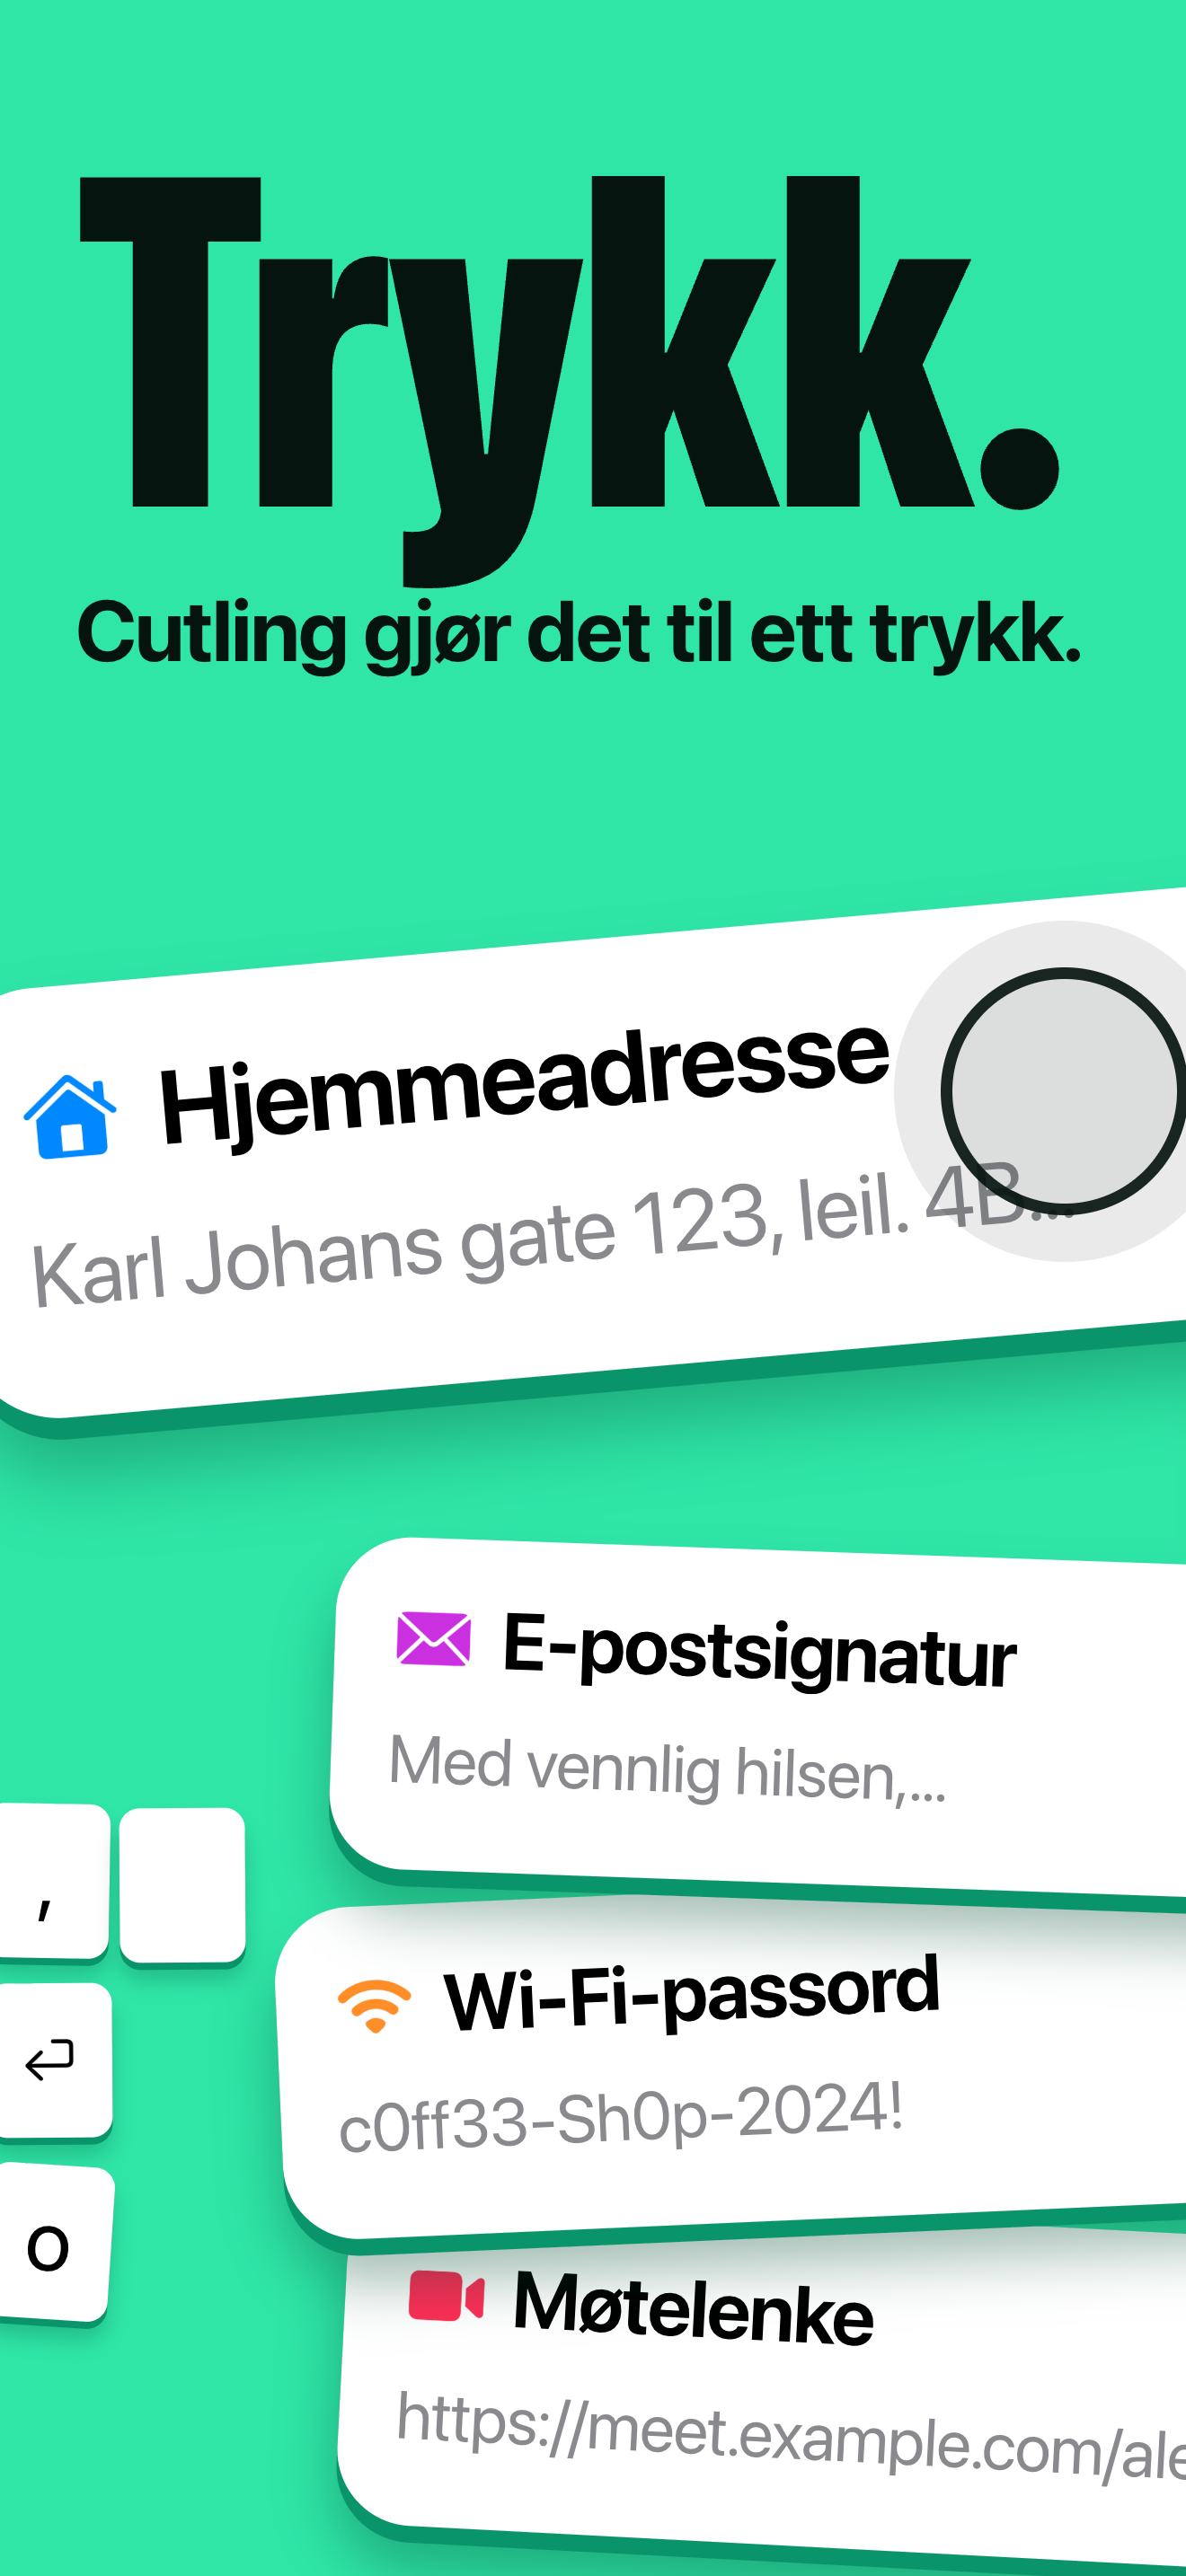 Trykk.
Cutling gjør det til ett trykk.
Hjemmeadresse
Karl Johans gate 123, leil. 4B...
E-postsignatur
Med vennlig hilsen,...
,
Wi-Fi-passord
c0ff33-Sh0p-2024!
o
Møtelenke
https://meet.example.com/ale